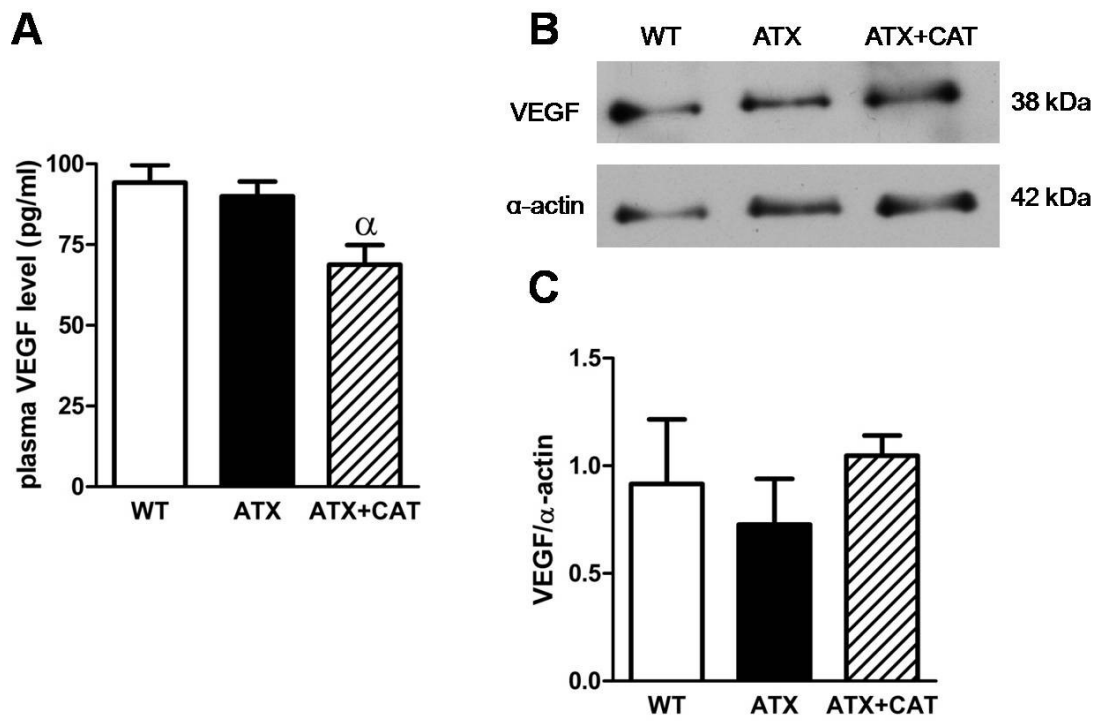 A
plasma VEGF level (pg/ml)
100
75
50
25
0
α
WT ATX ATX+CAT
B
WT ATX ATX+CAT
VEGF 38 kDa
α-actin 42 kDa
C
VEGF/α-actin
1.5
1.0
0.5
0.0
WT ATX ATX+CAT